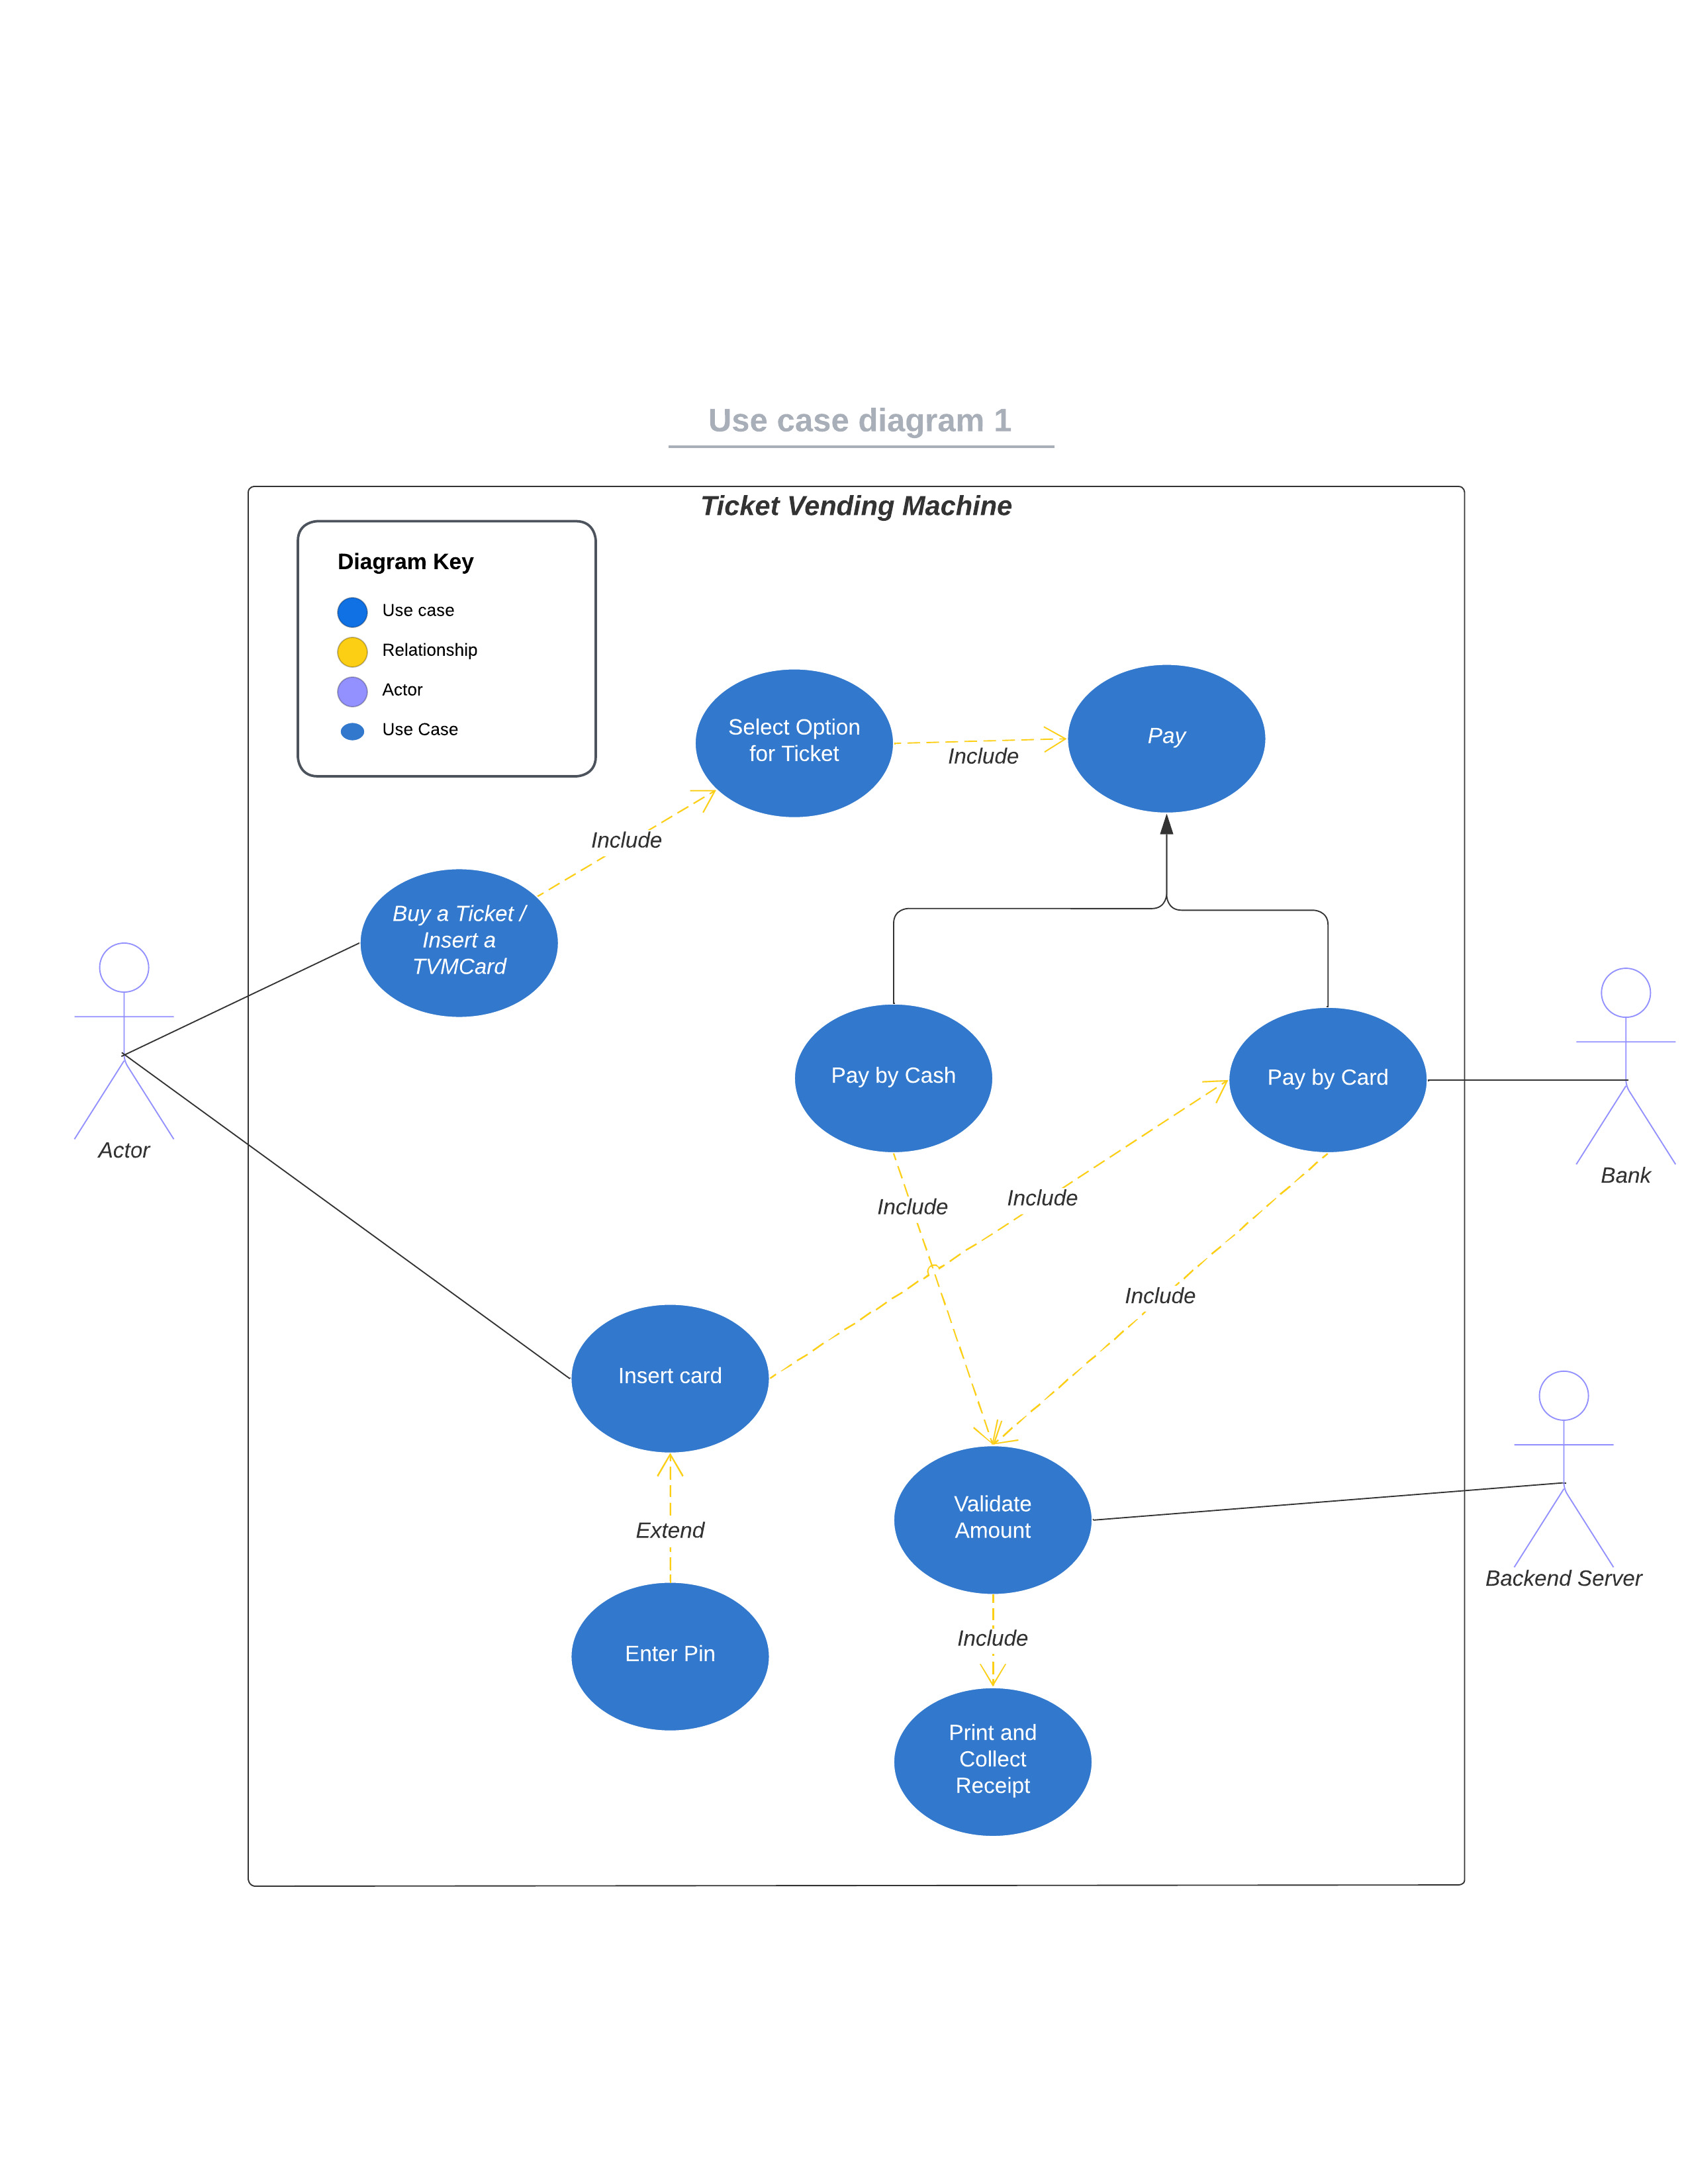 Use case diagram 1
Ticket Vending Machine
Diagram Key
Use case
Relationship
Actor
Use Case
Select Option
for Ticket
Include
Pay
Include
Buy a Ticket /
Insert a
TVMCard
Actor
Pay by Cash
Pay by Card
Bank
Include
Include
Include
Insert card
Extend
Validate
Amount
Backend Server
Enter Pin
Include
Print and
Collect
Receipt